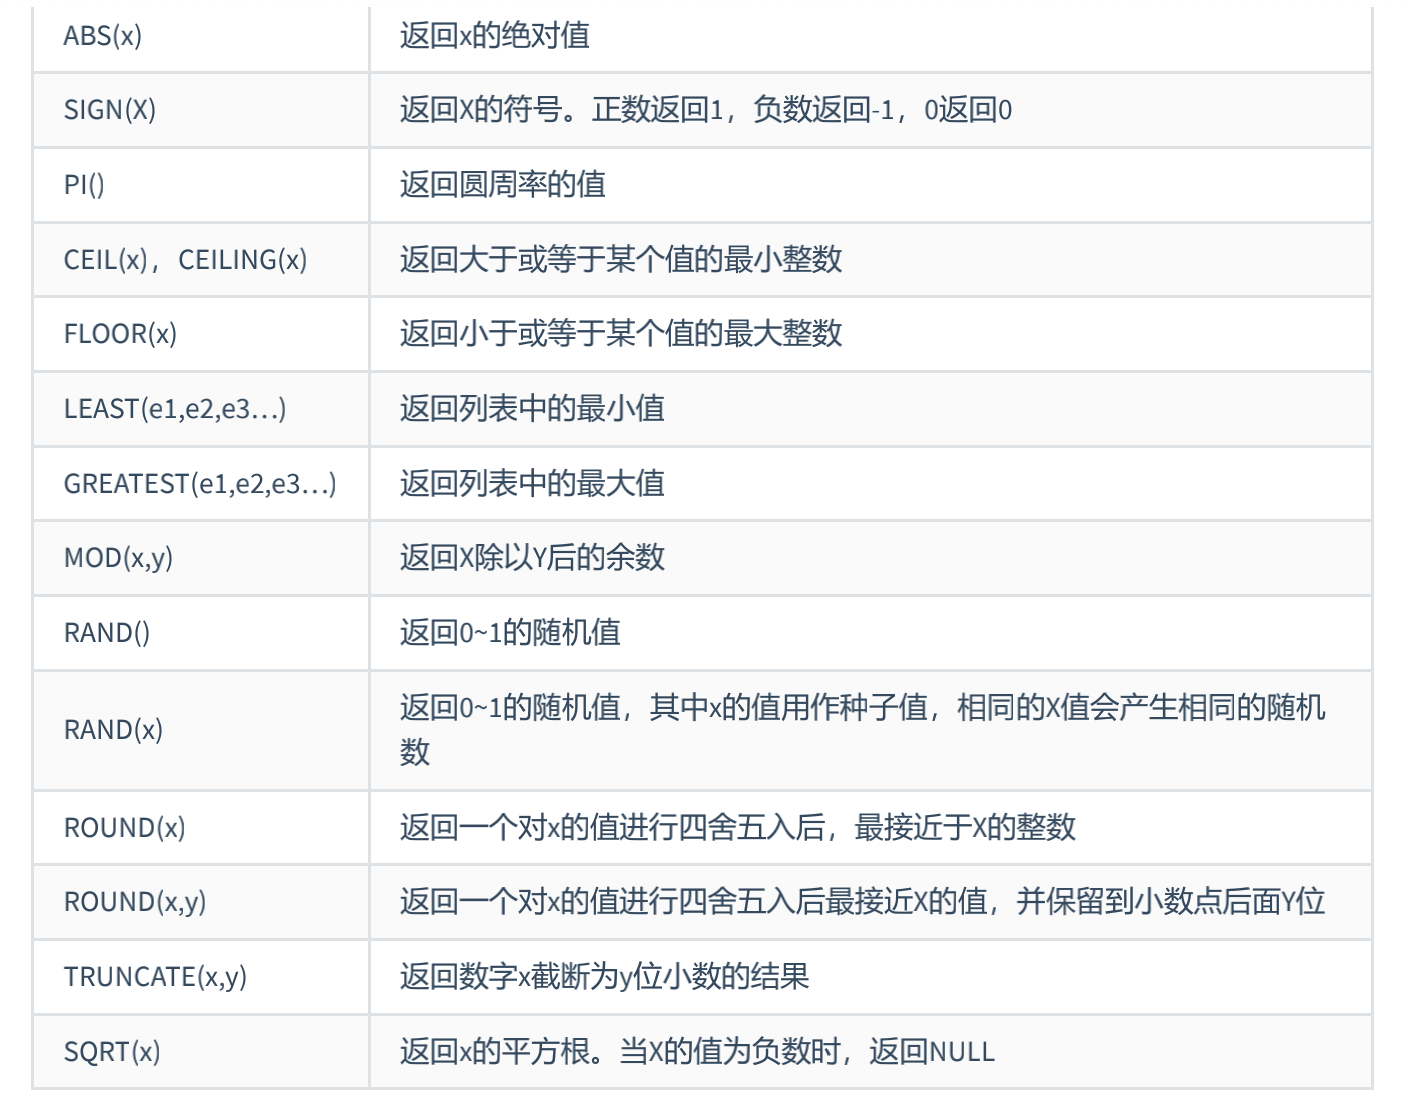 ABS(x)
返回x的绝对值
SIGN(X)
返回X的符号。正数返回1，负数返回-1，0返回0
PI()
返回圆周率的值
CEIL(x)，CEILING(x)
返回大于或等于某个值的最小整数
FLOOR(x)
返回小于或等于某个值的最大整数
LEAST(e1,e2,e3…)
返回列表中的最小值
GREATEST(e1,e2,e3…)
返回列表中的最大值
MOD(x,y)
返回X除以Y后的余数
RAND()
返回0~1的随机值
RAND(x)
返回0~1的随机值，其中x的值用作种子值，相同的X值会产生相同的随机
数
ROUND(x)
返回一个对x的值进行四舍五入后，最接近于X的整数
ROUND(x,y)
返回一个对x的值进行四舍五入后最接近X的值，并保留到小数点后面Y位
TRUNCATE(x,y)
返回数字x截断为y位小数的结果
SQRT(x)
返回x的平方根。当X的值为负数时，返回NULL